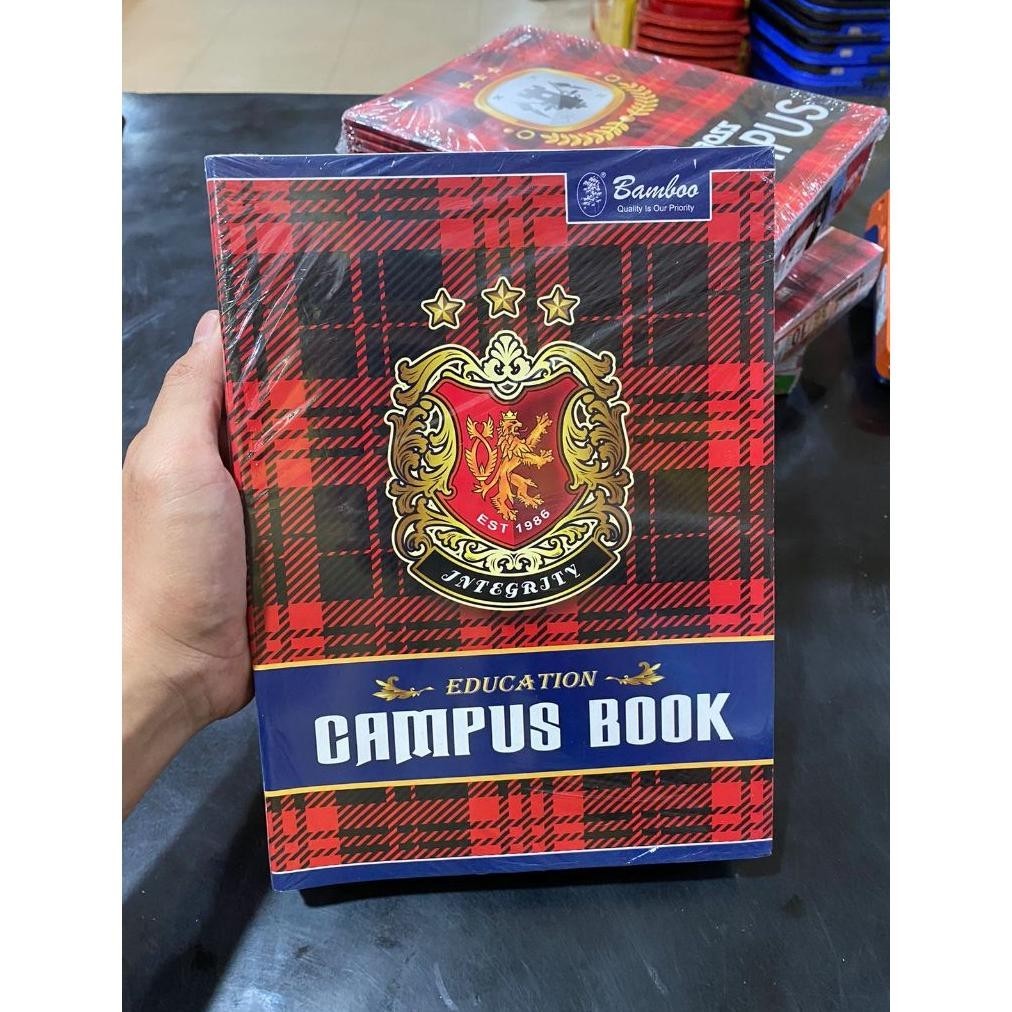 Bamboo
Quality Is Our Priority
EST 1986
INTEGRITY
EDUCATION
CAMPUS BOOK